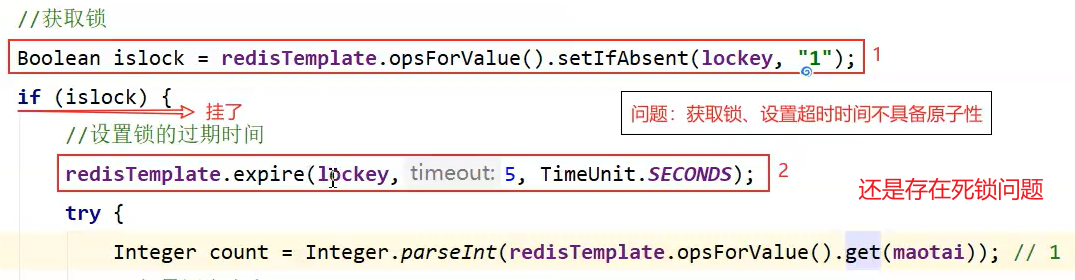 //获取锁
Boolean islock = redisTemplate.opsForValue().setIfAbsent(lockey, "1"); 1
if (islock) { 挂了
问题：获取锁、设置超时时间不具备原子性
//设置锁的过期时间
redisTemplate.expire(lockey, timeout: 5, TimeUnit.SECONDS); 2
还是存在死锁问题
try {
Integer count = Integer.parseInt(redisTemplate.opsForValue().get(maotai)); // 1